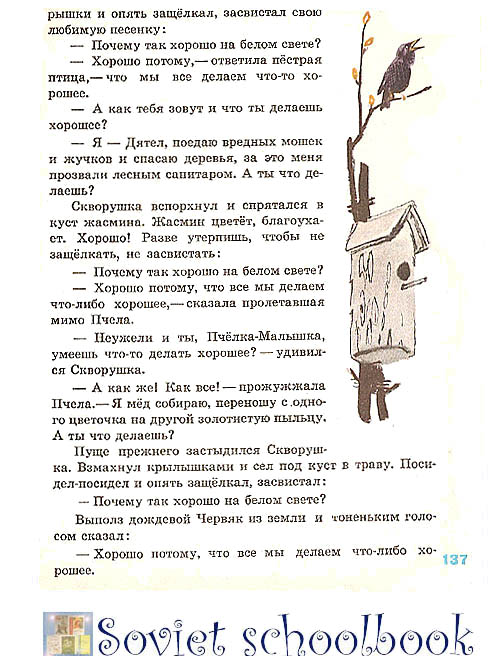 рышки и опять защёлкал, засвистал свою
любимую песенку:
— Почему так хорошо на белом свете?
— Хорошо потому,— ответила пёстрая
птица,— что мы все делаем что-то хо-
рошее.
— А как тебя зовут и что ты делаешь
хорошее?
— Я — Дятел, поедаю вредных мошек
и жучков и спасаю деревья, за это меня
прозвали лесным санитаром. А ты что де-
лаешь?
Скворушка вспорхнул и спрятался в
куст жасмина. Жасмин цветёт, благоуха-
ет. Хорошо! Разве утерпишь, чтобы не
защёлкать, не засвистать:
— Почему так хорошо на белом свете?
— Хорошо потому, что все мы делаем
что-либо хорошее,— сказала пролетавшая
мимо Пчела.
— Неужели и ты, Пчёлка-Малышка,
умеешь что-то делать хорошее? — удивил-
ся Скворушка.
— А как же! Как все! — прожужжала
Пчела.— Я мёд собираю, переношу с одно-
го цветочка на другой золотистую пыльцу.
А ты что делаешь?
Пуще прежнего застыдился Сквoруш-
ка. Взмахнул крылышками и сел под куст в траву. Поси-
дел-посидел и опять защёлкал, засвистал:
— Почему так хорошо на белом свете?
Выполз дождевой Червяк из земли и тоненьким голо-
сом сказал:
— Хорошо потому, что все мы делаем что-либо хо-
рошее.
137
Soviet schoolbook